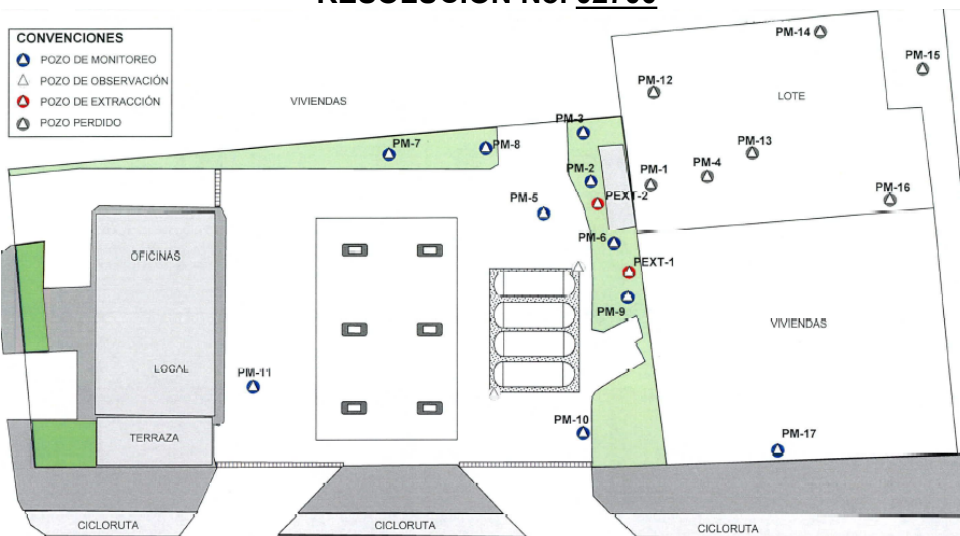 RESOLUCIÓN No. 02766
CONVENCIONES
POZO DE MONITOREO
POZO DE OBSERVACIÓN
POZO DE EXTRACCIÓN
POZO PERDIDO
VIVIENDAS
PM-14
PM-15
PM-12
LOTE
PM-3
PM-7
PM-8
PM-13
PM-2
PM-1
PM-4
PM-5
PEXT-2
PM-16
PM-6
OFICINAS
PEXT-1
PM-9
VIVIENDAS
LOCAL
PM-11
PM-10
PM-17
TERRAZA
CICLORUTA
CICLORUTA
CICLORUTA